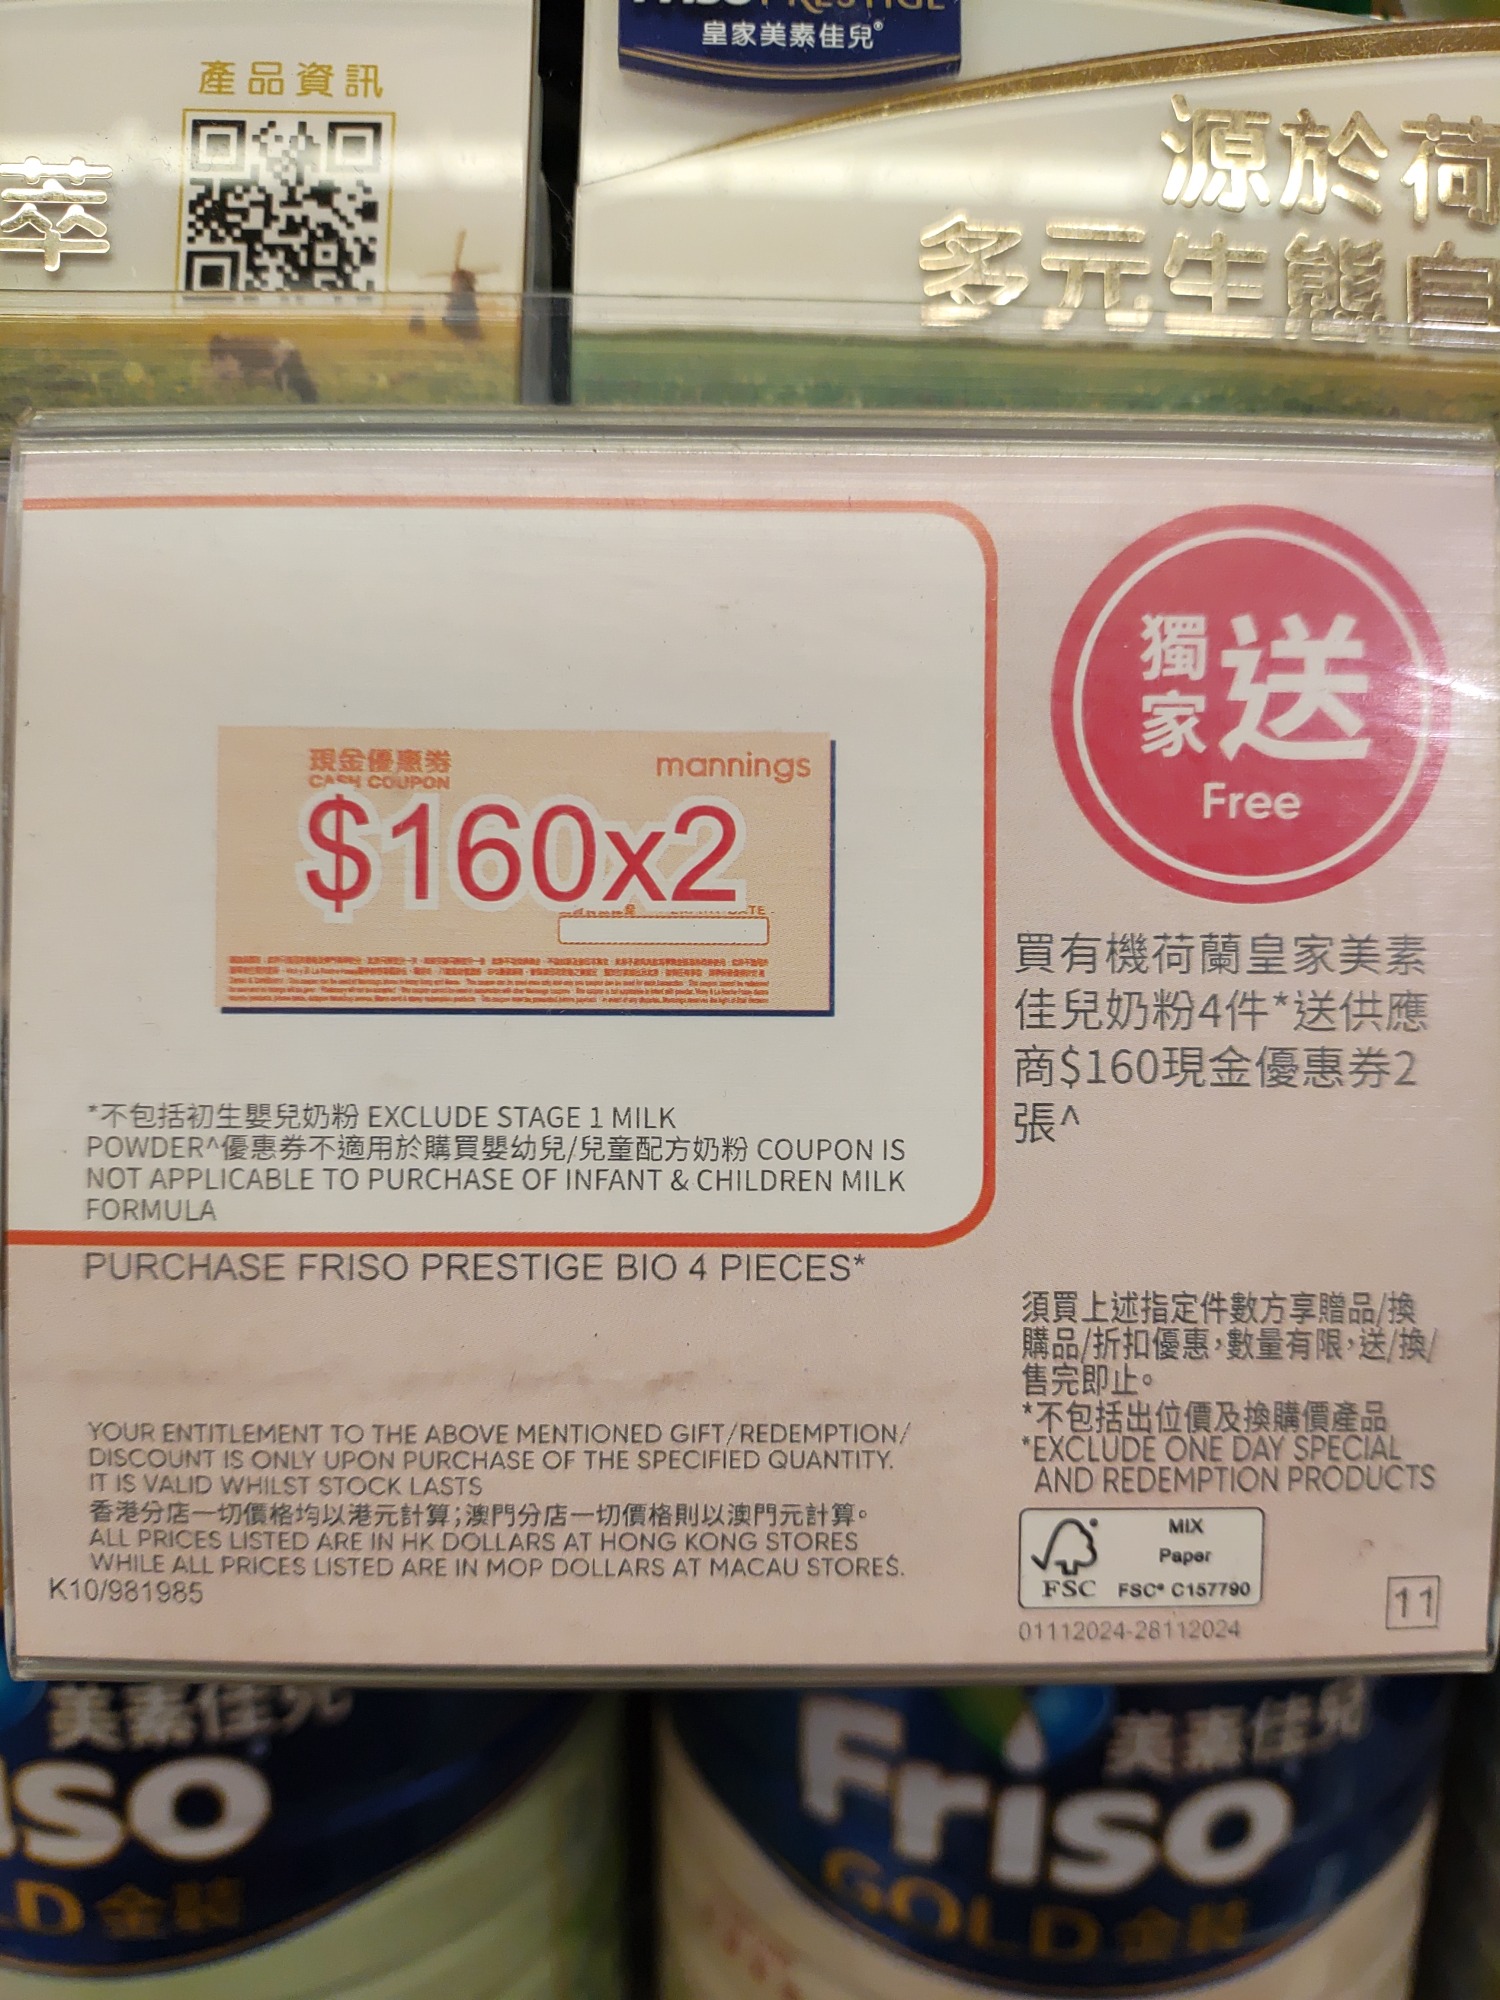 皇家美素佳兒®
產品資訊
萃
源於荷
多元生態白
現金優惠券
CASH COUPON
mannings
$160x2
獨家送
Free
買有機荷蘭皇家美素
佳兒奶粉4件*送供應
商$160現金優惠券2
張^
*不包括初生嬰兒奶粉 EXCLUDE STAGE 1 MILK
POWDER^優惠券不適用於購買嬰幼兒/兒童配方奶粉 COUPON IS
NOT APPLICABLE TO PURCHASE OF INFANT & CHILDREN MILK
FORMULA
PURCHASE FRISO PRESTIGE BIO 4 PIECES*
須買上述指定件數方享贈品/換
購品/折扣優惠，數量有限，送/換/
售完即止。
*不包括出位價及換購價產品
*EXCLUDE ONE DAY SPECIAL
AND REDEMPTION PRODUCTS
YOUR ENTITLEMENT TO THE ABOVE MENTIONED GIFT/REDEMPTION/
DISCOUNT IS ONLY UPON PURCHASE OF THE SPECIFIED QUANTITY.
IT IS VALID WHILST STOCK LASTS
香港分店一切價格均以港元計算；澳門分店一切價格則以澳門元計算。
ALL PRICES LISTED ARE IN HK DOLLARS AT HONG KONG STORES
WHILE ALL PRICES LISTED ARE IN MOP DOLLARS AT MACAU STORES.
K10/981985
MIX
Paper
FSC
FSC® C157790
01112024-28112024
11
美素佳兒
iso
LD 金裝
美素佳兒
Friso
GOLD 金裝